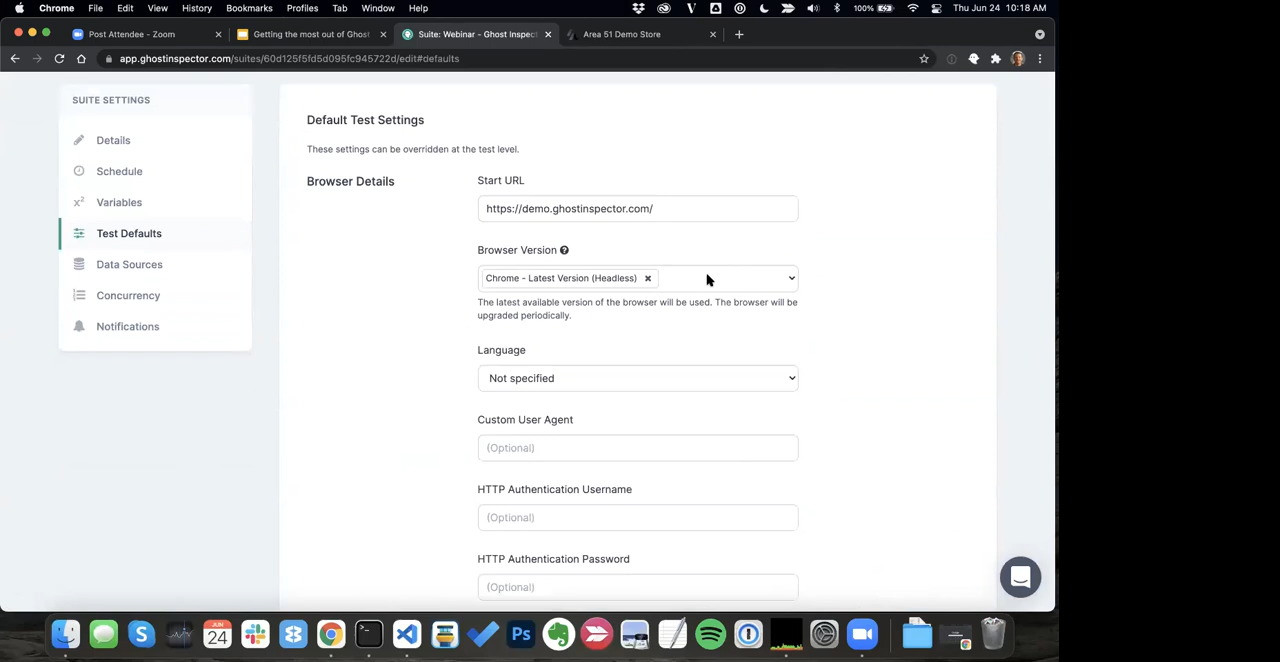 Chrome File Edit View History Bookmarks Profiles Tab Window Help 100% Thu Jun 24 10:18 AM
Post Attendee - Zoom Getting the most out of Ghost Suite: Webinar - Ghost Inspect Area 51 Demo Store
app.ghostinspector.com/suites/60d125f5fd5d095fc945722d/edit#defaults
SUITE SETTINGS
Details
Schedule
Variables
Test Defaults
Data Sources
Concurrency
Notifications
Default Test Settings
These settings can be overridden at the test level.
Browser Details
Start URL
https://demo.ghostinspector.com/
Browser Version
Chrome - Latest Version (Headless)
The latest available version of the browser will be used. The browser will be
upgraded periodically.
Language
Not specified
Custom User Agent
(Optional)
HTTP Authentication Username
(Optional)
HTTP Authentication Password
(Optional)
JUN
24
Ps